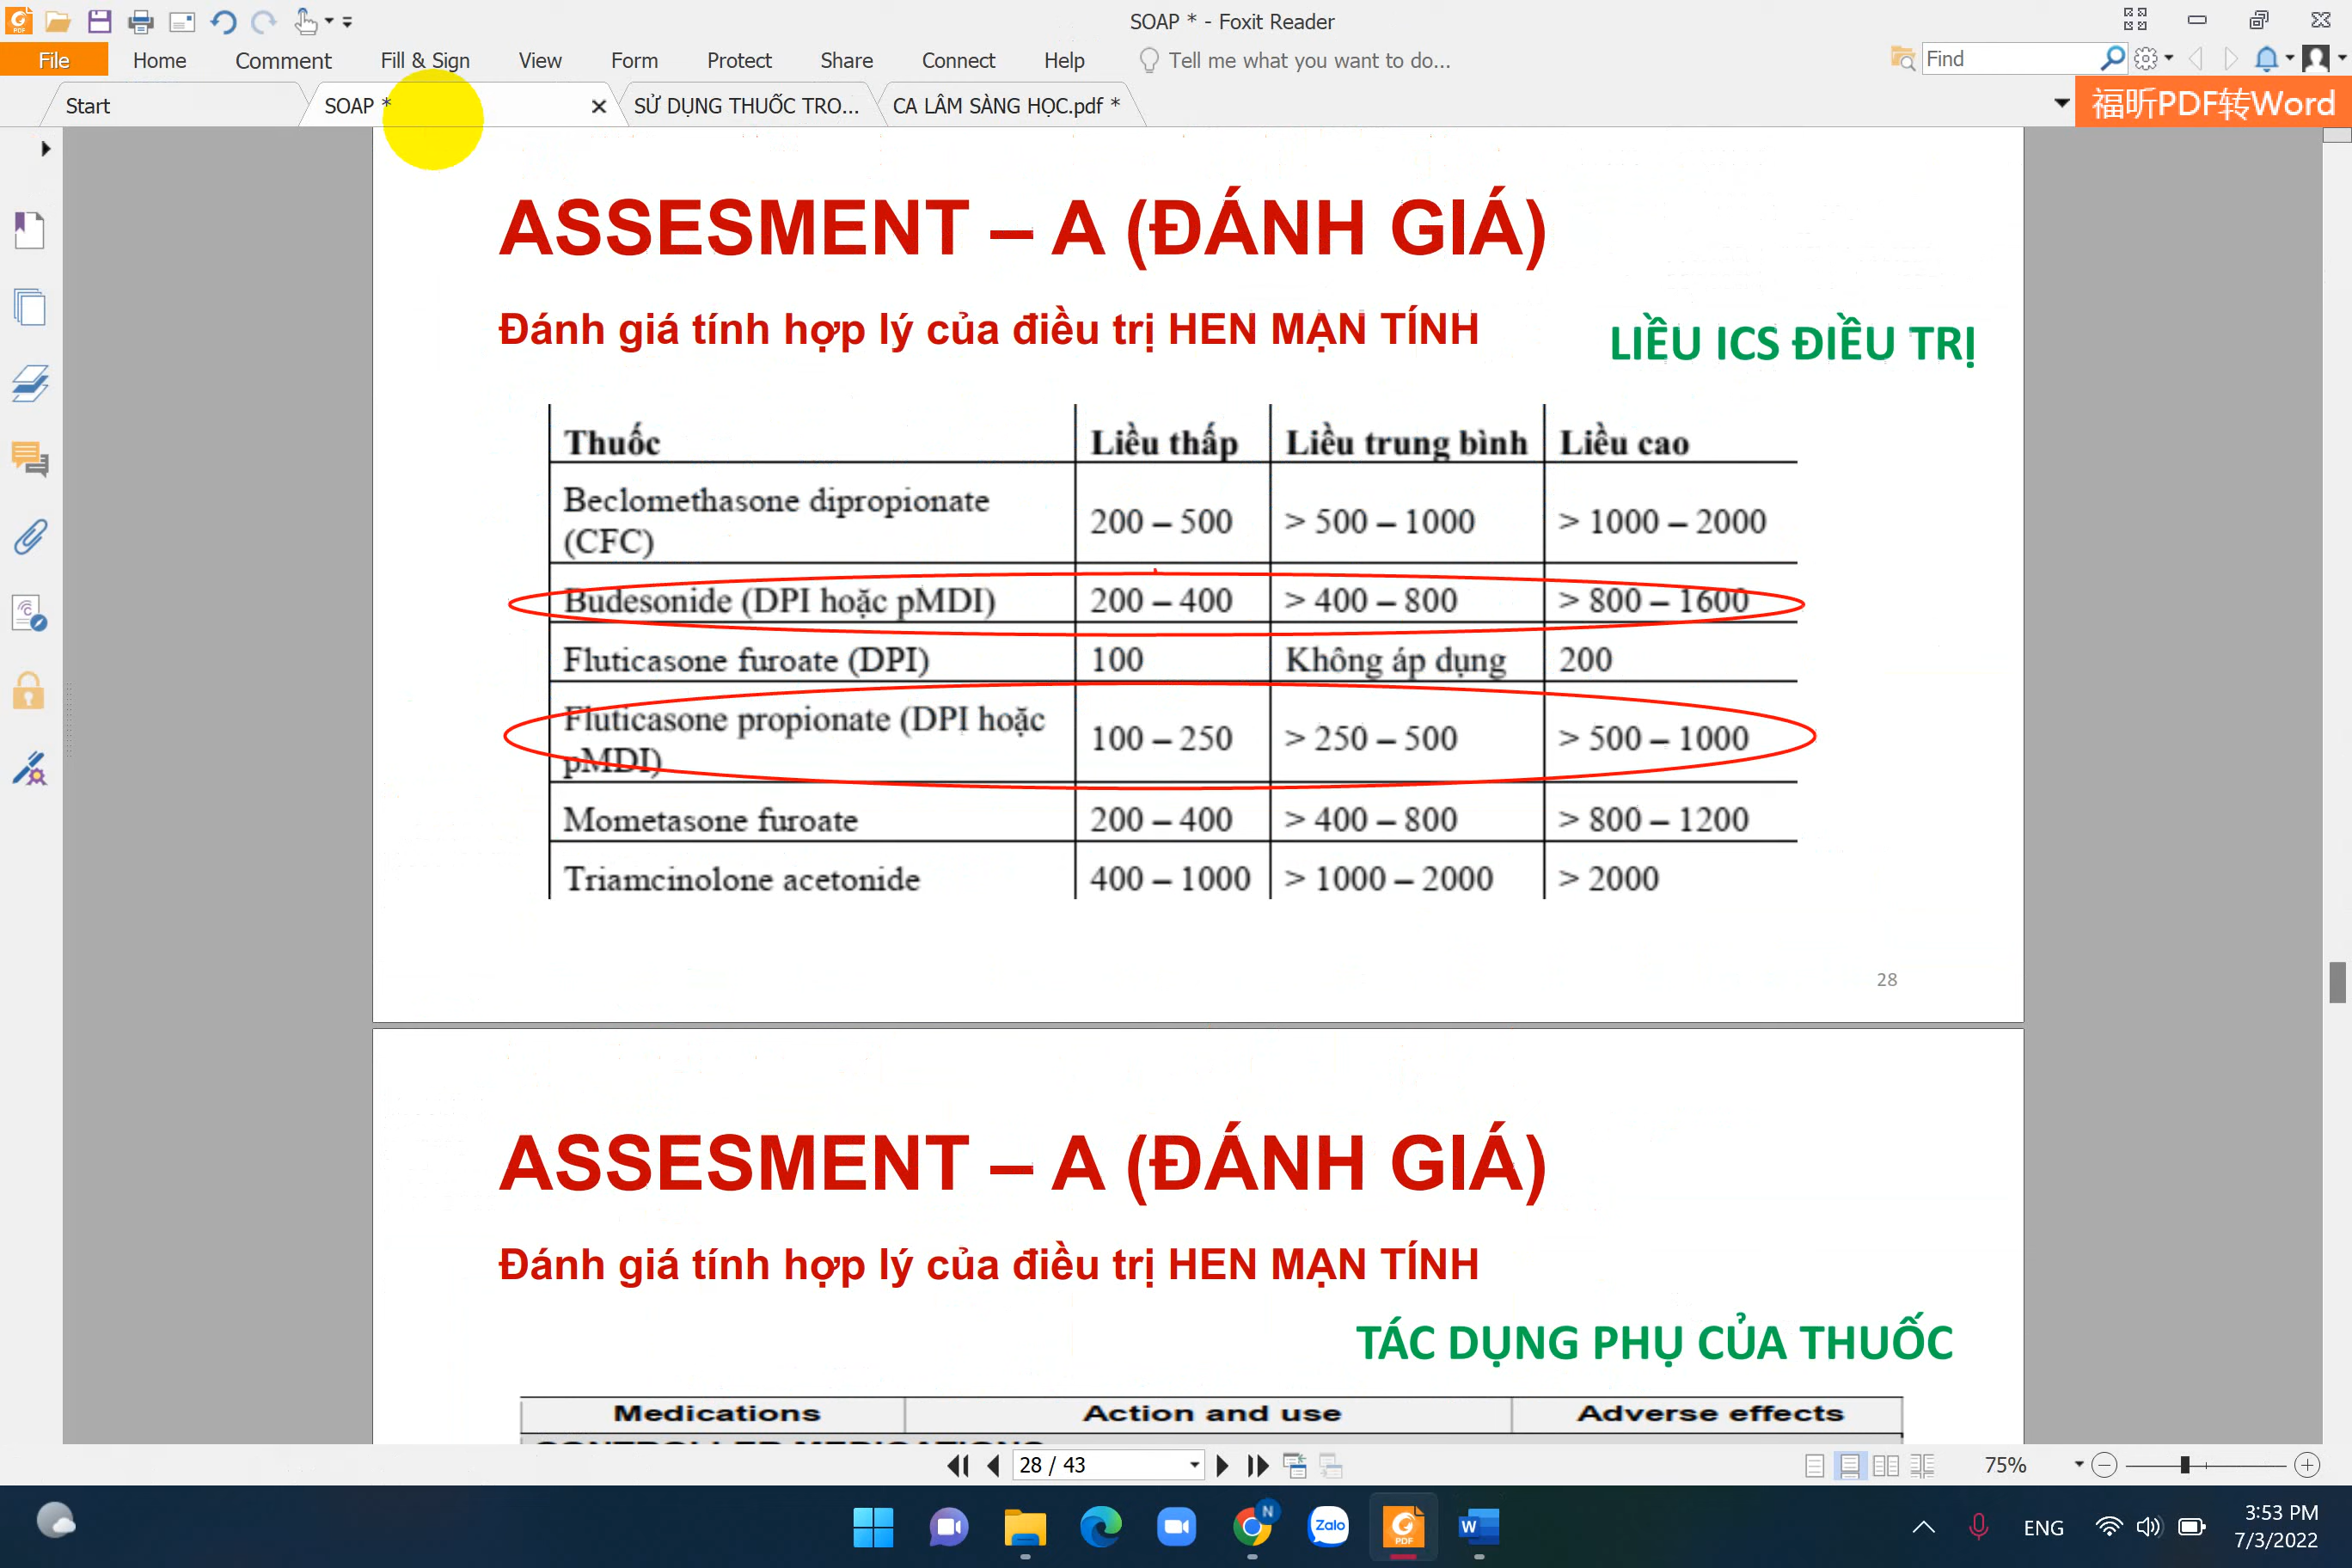 SOAP * - Foxit Reader
File Home Comment Fill & Sign View Form Protect Share Connect Help Tell me what you want to do... Find
Start SOAP * SỬ DỤNG THUỐC TRO... CA LÂM SÀNG HỌC.pdf * 福昕PDF转Word
ASSESMENT – A (ĐÁNH GIÁ)
Đánh giá tính hợp lý của điều trị HEN MẠN TÍNH
LIỀU ICS ĐIỀU TRỊ
Thuốc Liều thấp Liều trung bình Liều cao
Beclomethasone dipropionate
(CFC) 200 – 500 > 500 – 1000 > 1000 – 2000
Budesonide (DPI hoặc pMDI) 200 – 400 > 400 – 800 > 800 – 1600
Fluticasone furoate (DPI) 100 Không áp dụng 200
Fluticasone propionate (DPI hoặc
pMDI) 100 – 250 > 250 – 500 > 500 – 1000
Mometasone furoate 200 – 400 > 400 – 800 > 800 – 1200
Triamcinolone acetonide 400 – 1000 > 1000 – 2000 > 2000
28
ASSESMENT – A (ĐÁNH GIÁ)
Đánh giá tính hợp lý của điều trị HEN MẠN TÍNH
TÁC DỤNG PHỤ CỦA THUỐC
Medications Action and use Adverse effects
28 / 43 75%
N Zalo PDF W ENG 3:53 PM
7/3/2022